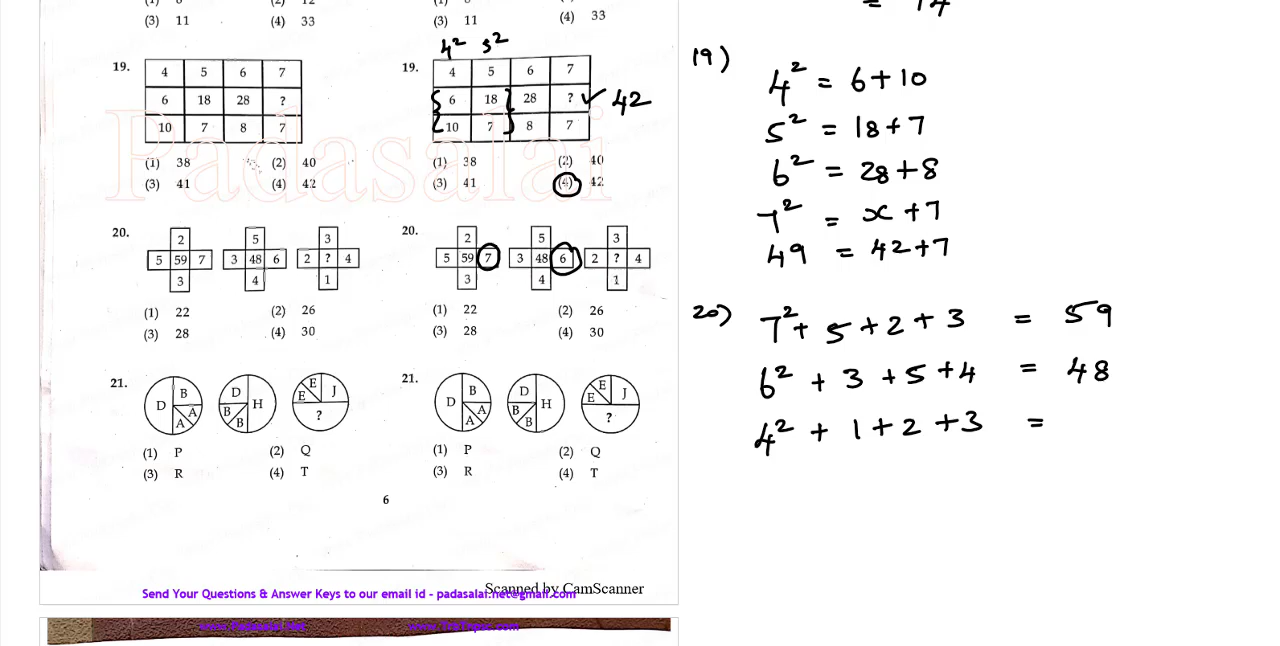 (3) 11 (4) 33
19.
4 5 6 7
6 18 28 ?
10 7 8 7
(1) 38 (2) 40
(3) 41 (4) 42
20.
2
5 59 7
3
5
3 48 6
4
3
2 ? 4
1
(1) 22 (2) 26
(3) 28 (4) 30
21.
D B A A
D H B B
E E J ?
(1) P (2) Q
(3) R (4) T
(3) 11 (4) 33
4² 5²
19.
4 5 6 7
6 18 28 ? 42
10 7 8 7
(1) 38 (2) 40
(3) 41 (4) 42
20.
2
5 59 7
3
5
3 48 6
4
3
2 ? 4
1
(1) 22 (2) 26
(3) 28 (4) 30
21.
D B A A
D H B B
E E J ?
(1) P (2) Q
(3) R (4) T
6
Padasalai
Padasalai
Scanned by CamScanner
Send Your Questions & Answer Keys to our email id - padasalai.net@gmail.com
www.Padasalai.Net www.TrbTnpsc.com
= 14
19)
4² = 6+10
5² = 18+7
6² = 28+8
7² = x+7
49 = 42+7
20) 7²+5+2+3 = 59
6²+3+5+4 = 48
4²+1+2+3 =